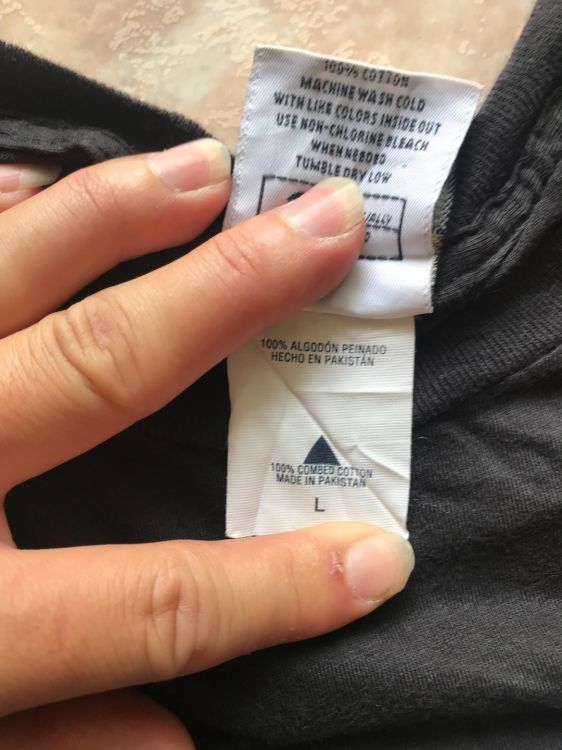 100% COTTON
MACHINE WASH COLD
WITH LIKE COLORS INSIDE OUT
USE NON-CHLORINE BLEACH
WHEN NEEDED
TUMBLE DRY LOW
100% ALGODÓN PEINADO
HECHO EN PAKISTÁN
100% COMBED COTTON
MADE IN PAKISTAN
L